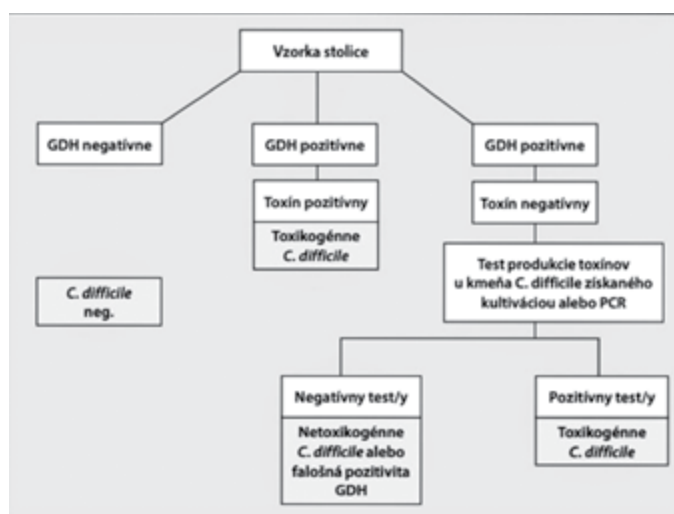 Vzorka stolice
GDH negatívne
GDH pozitívne
GDH pozitívne
Toxín pozitívny
Toxikogénne
C. difficile
Toxín negatívny
C. difficile
neg.
Test produkcie toxínov
u kmeňa C. difficile získaného
kultiváciou alebo PCR
Negatívny test/y
Netoxikogénne
C. difficile alebo
falošná pozitivita
GDH
Pozitívny test/y
Toxikogénne
C. difficile